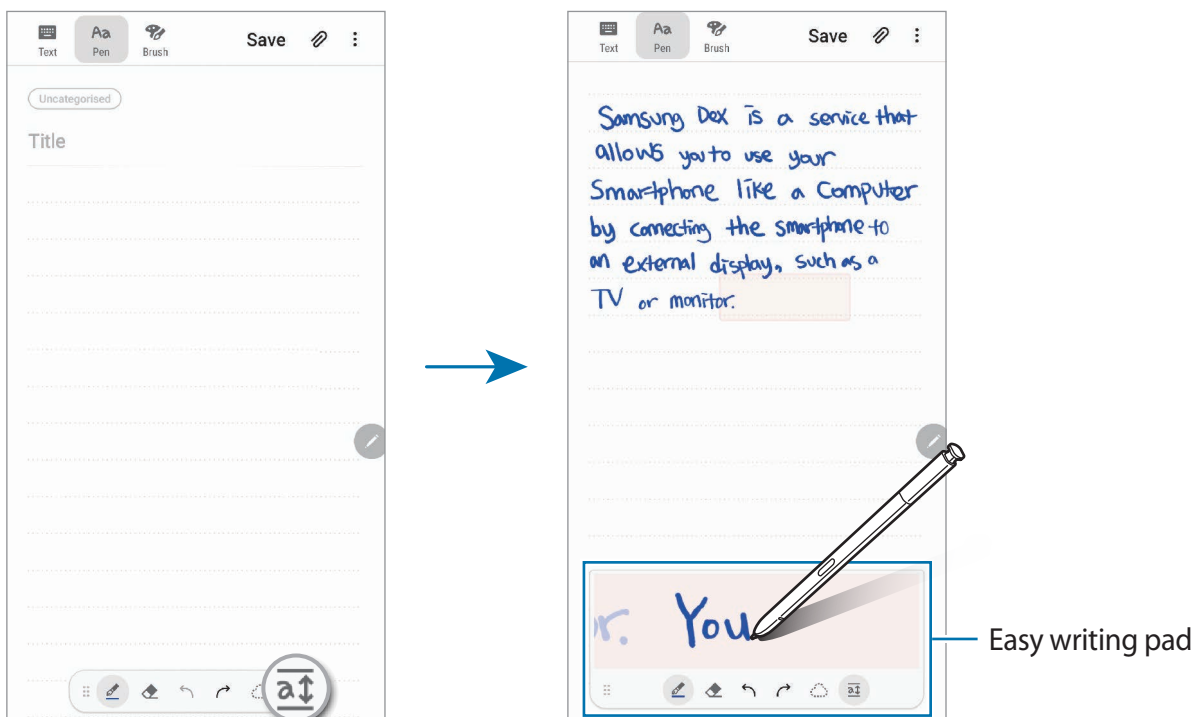 Text
Aa
Pen
Brush
Save
Uncategorised
Title
a
Text
Aa
Pen
Brush
Save
Samsung Dex is a service that
allows you to use your
Smartphone like a Computer
by connecting the smartphone to
an external display, such as a
TV or monitor.
r. You
a
Easy writing pad